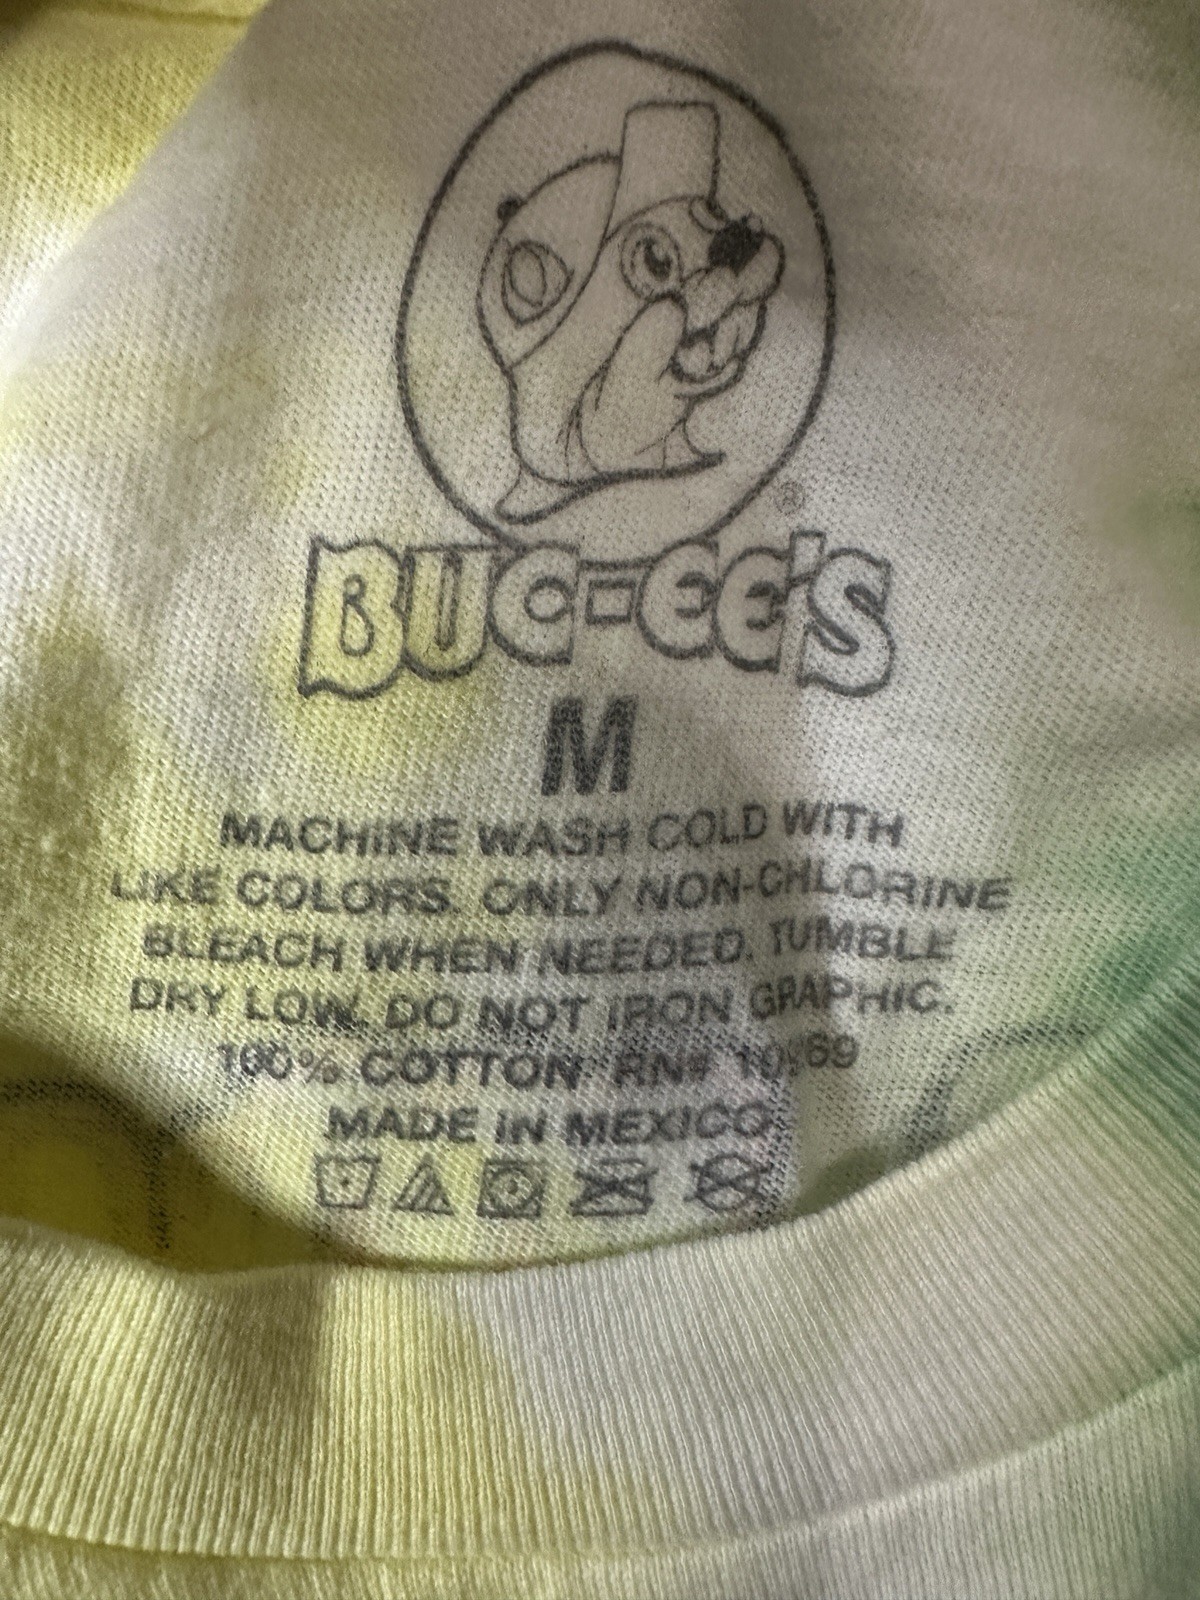 ®
BUC-EE'S
M
MACHINE WASH COLD WITH
LIKE COLORS. ONLY NON-CHLORINE
BLEACH WHEN NEEDED. TUMBLE
DRY LOW. DO NOT IRON GRAPHIC.
100% COTTON RN#
MADE IN MEXICO